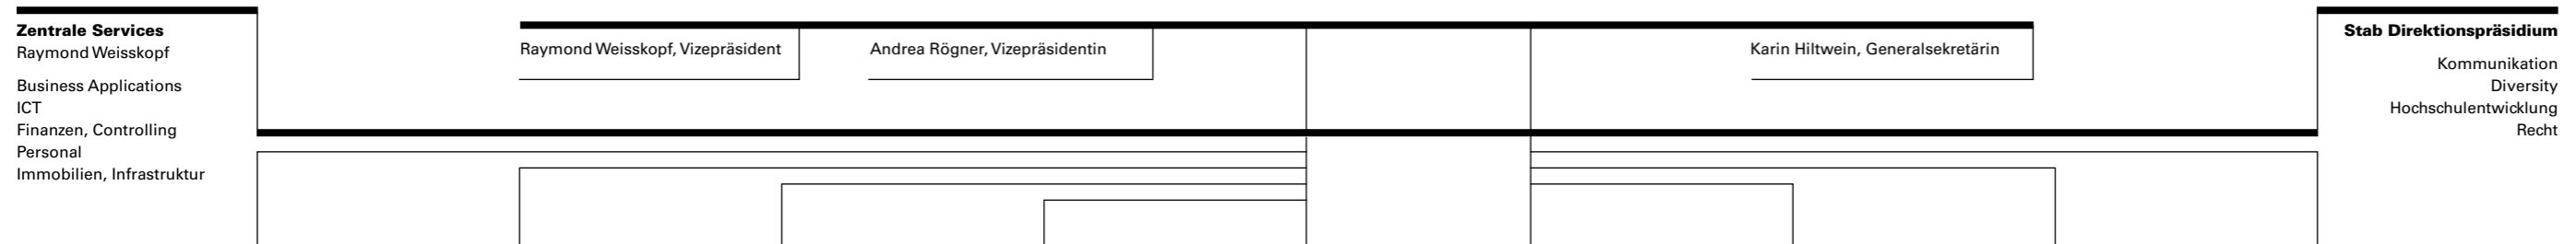 Zentrale Services
Raymond Weisskopf
Business Applications
ICT
Finanzen, Controlling
Personal
Immobilien, Infrastruktur
Raymond Weisskopf, Vizepräsident
Andrea Rögner, Vizepräsidentin
Karin Hiltwein, Generalsekretärin
Stab Direktionspräsidium
Kommunikation
Diversity
Hochschulentwicklung
Recht